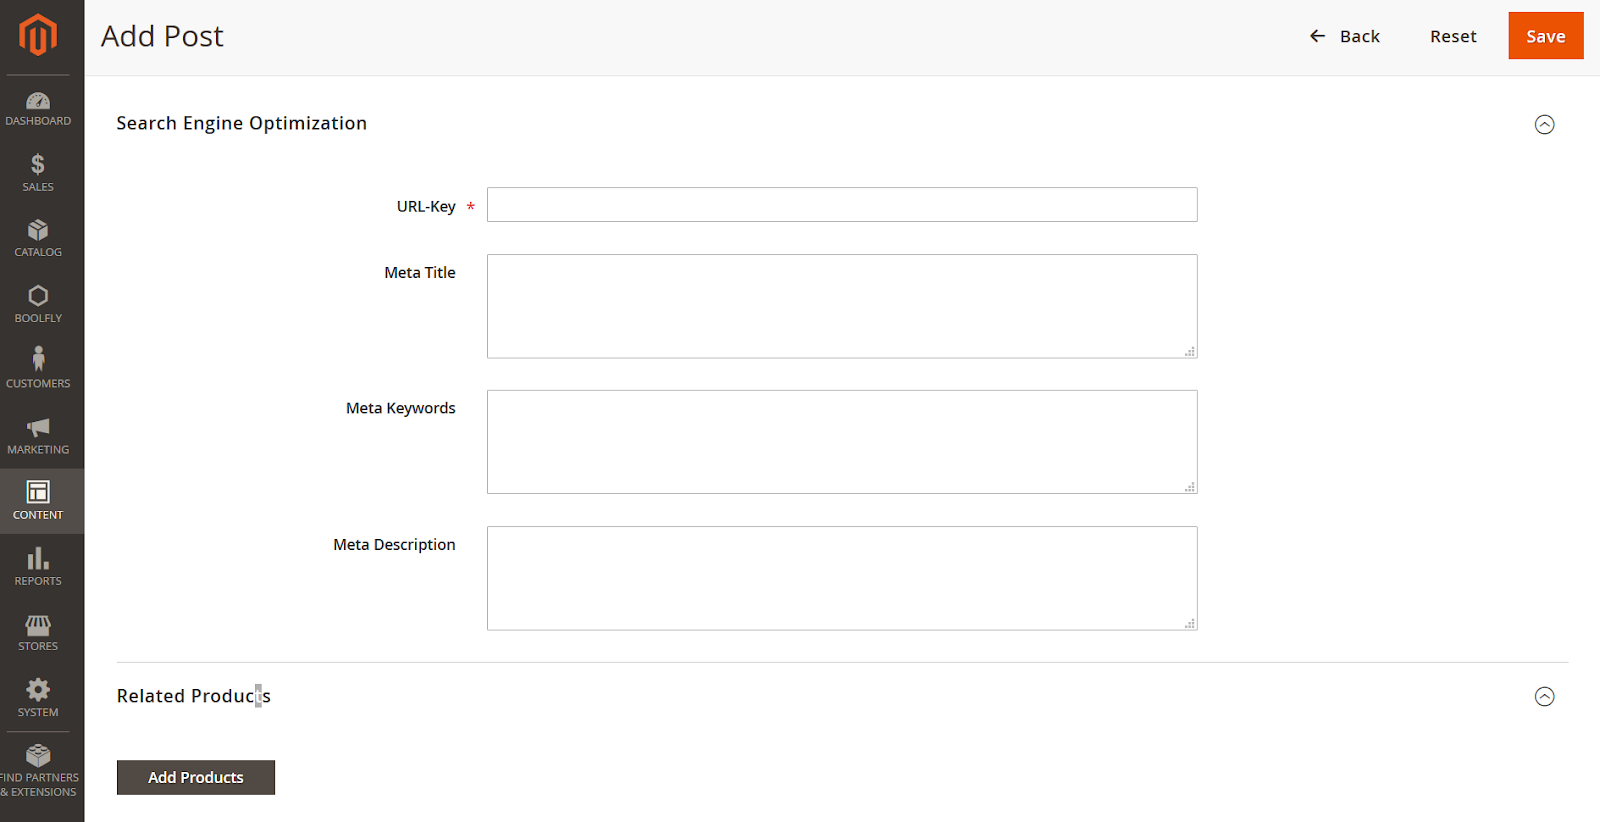 Add Post
Back
Reset
Save
DASHBOARD
SALES
CATALOG
BOOLFLY
CUSTOMERS
MARKETING
CONTENT
REPORTS
STORES
SYSTEM
FIND PARTNERS
& EXTENSIONS
Search Engine Optimization
URL-Key *
Meta Title
Meta Keywords
Meta Description
Related Products
Add Products